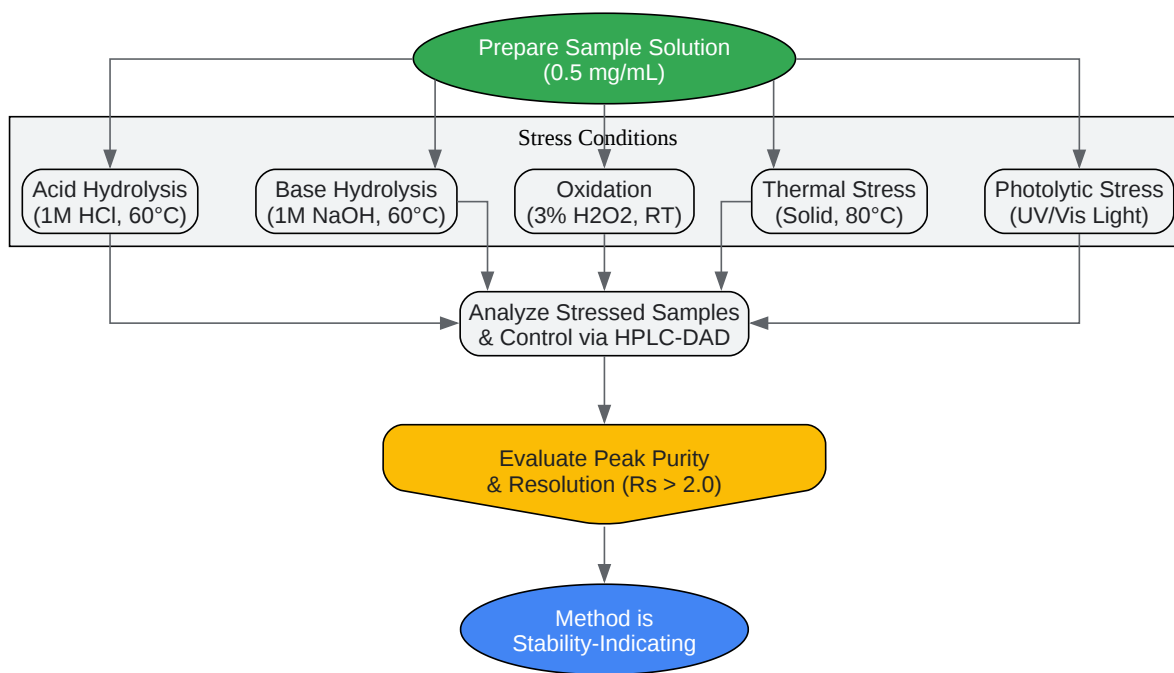 Prepare Sample Solution
(0.5 mg/mL)
Stress Conditions
Acid Hydrolysis
(1M HCl, 60°C)
Base Hydrolysis
(1M NaOH, 60°C)
Oxidation
(3% H2O2, RT)
Thermal Stress
(Solid, 80°C)
Photolytic Stress
(UV/Vis Light)
Analyze Stressed Samples
& Control via HPLC-DAD
Evaluate Peak Purity
& Resolution (Rs > 2.0)
Method is
Stability-Indicating